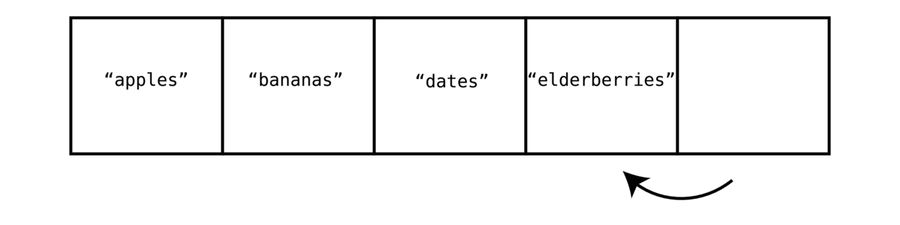 “apples” “bananas” “dates” “elderberries”